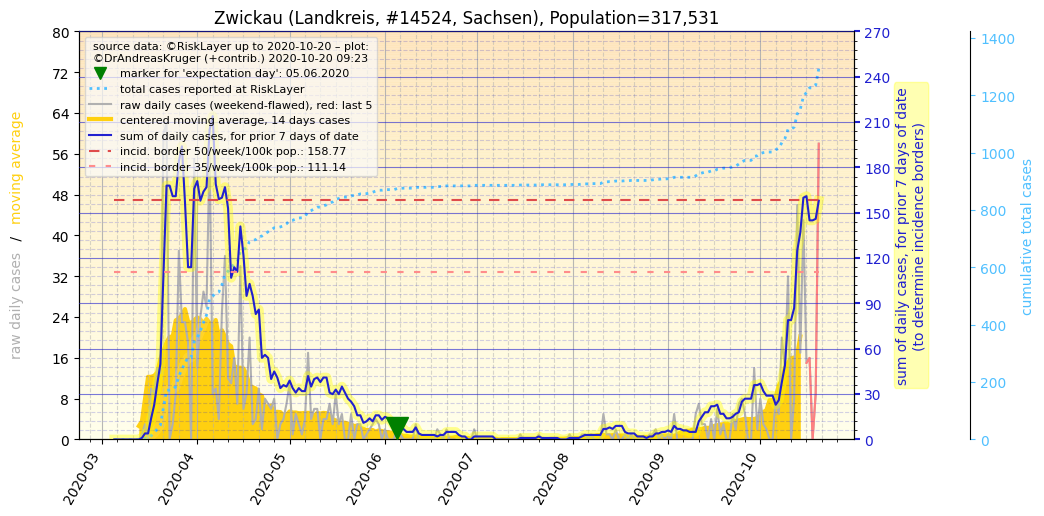 Zwickau (Landkreis, #14524, Sachsen), Population=317,531
source data: ©RiskLayer up to 2020-10-20 – plot:
©DrAndreasKruger (+contrib.) 2020-10-20 09:23
marker for 'expectation day': 05.06.2020
total cases reported at RiskLayer
raw daily cases (weekend-flawed), red: last 5
centered moving average, 14 days cases
sum of daily cases, for prior 7 days of date
incid. border 50/week/100k pop.: 158.77
incid. border 35/week/100k pop.: 111.14
raw daily cases / moving average
80
72
64
56
48
40
32
24
16
8
0
2020-03
2020-04
2020-05
2020-06
2020-07
2020-08
2020-09
2020-10
270
240
210
180
150
120
90
60
30
0
sum of daily cases, for prior 7 days of date
(to determine incidence borders)
1400
1200
1000
800
600
400
200
0
cumulative total cases